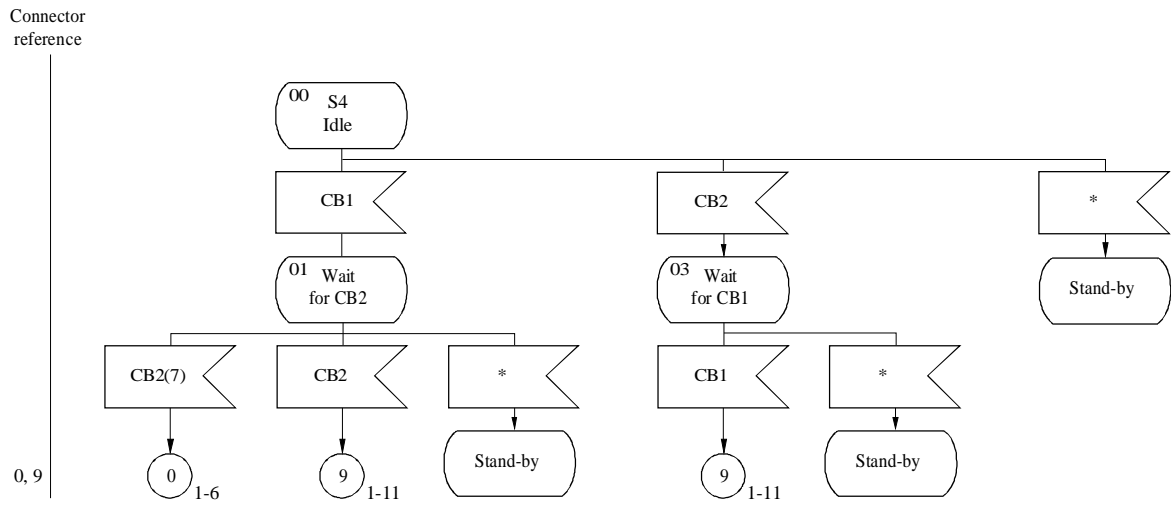 Connector
reference
00
S4
Idle
CB1
CB2
*
01
Wait
for CB2
03
Wait
for CB1
Stand-by
CB2(7)
CB2
*
CB1
*
0
1-6
9
1-11
Stand-by
9
1-11
Stand-by
0, 9